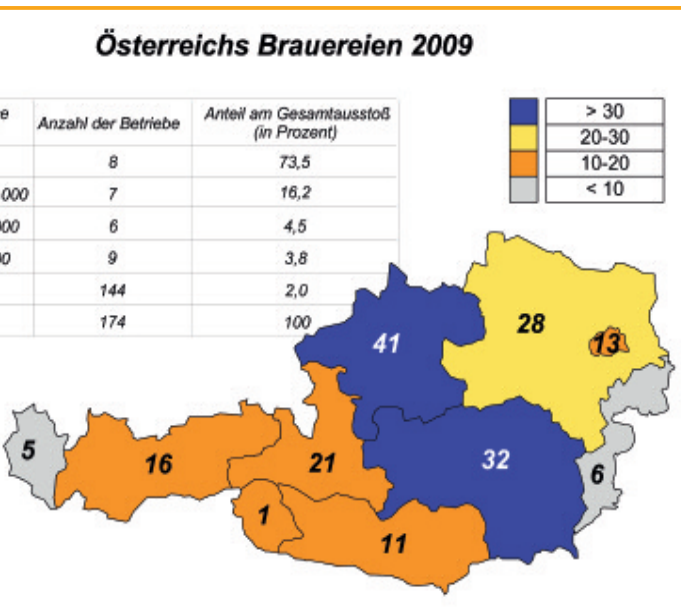 Österreichs Brauereien 2009
e Anzahl der Betriebe Anteil am Gesamtausstoß
(in Prozent)
8 73,5
000 7 16,2
00 6 4,5
0 9 3,8
144 2,0
174 100
> 30
20-30
10-20
< 10
41
28
13
5
16
21
32
6
1
11